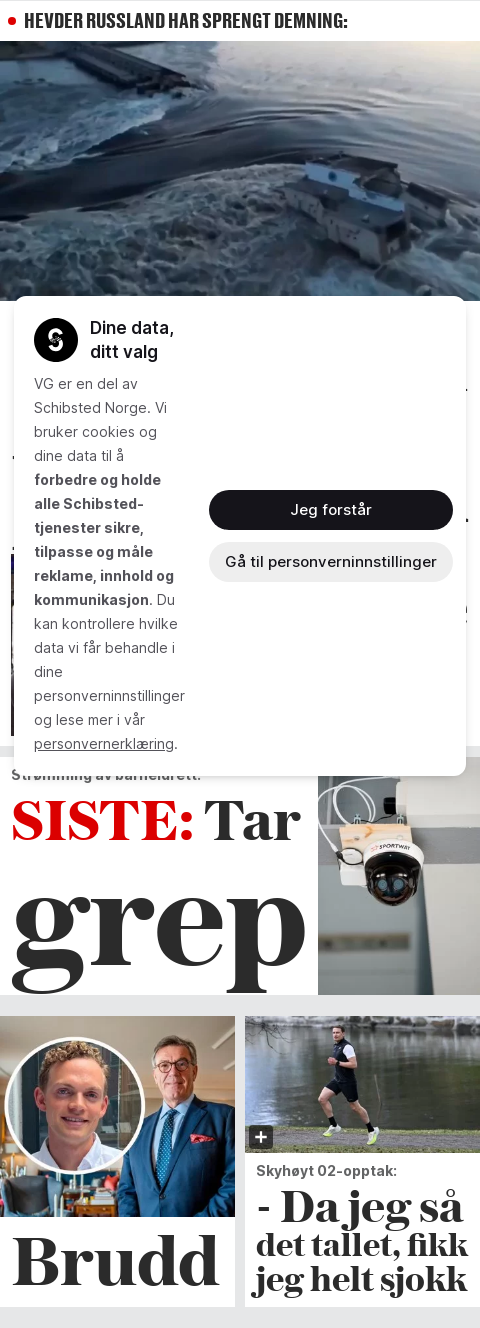 HEVDER RUSSLAND HAR SPRENGT DEMNING:
Dine data,
ditt valg
VG er en del av
Schibsted Norge. Vi
bruker cookies og
dine data til å
forbedre og holde
alle Schibsted-
tjenester sikre,
tilpasse og måle
reklame, innhold og
kommunikasjon. Du
kan kontrollere hvilke
data vi får behandle i
dine
personverninnstillinger
og lese mer i vår
personvernerklæring.
Jeg forstår
Gå til personverninnstillinger
Strømming av barneidrett:
SISTE: Tar
grep
SPORTWAY
Brudd
Skyhøyt O2-opptak:
- Da jeg så
det tallet, fikk
jeg helt sjokk